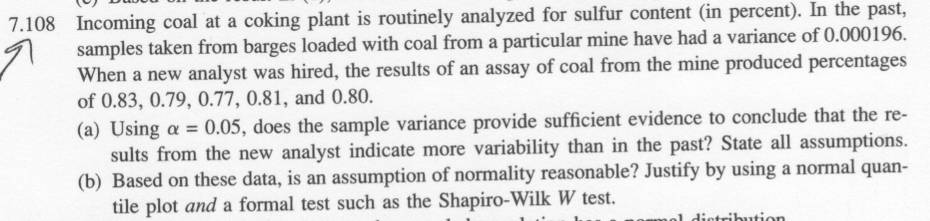 7.108 Incoming coal at a coking plant is routinely analyzed for sulfur content (in percent). In the past,
samples taken from barges loaded with coal from a particular mine have had a variance of 0.000196.
When a new analyst was hired, the results of an assay of coal from the mine produced percentages
of 0.83, 0.79, 0.77, 0.81, and 0.80.
(a) Using α = 0.05, does the sample variance provide sufficient evidence to conclude that the re-
sults from the new analyst indicate more variability than in the past? State all assumptions.
(b) Based on these data, is an assumption of normality reasonable? Justify by using a normal quan-
tile plot and a formal test such as the Shapiro-Wilk W test.
normal distribution